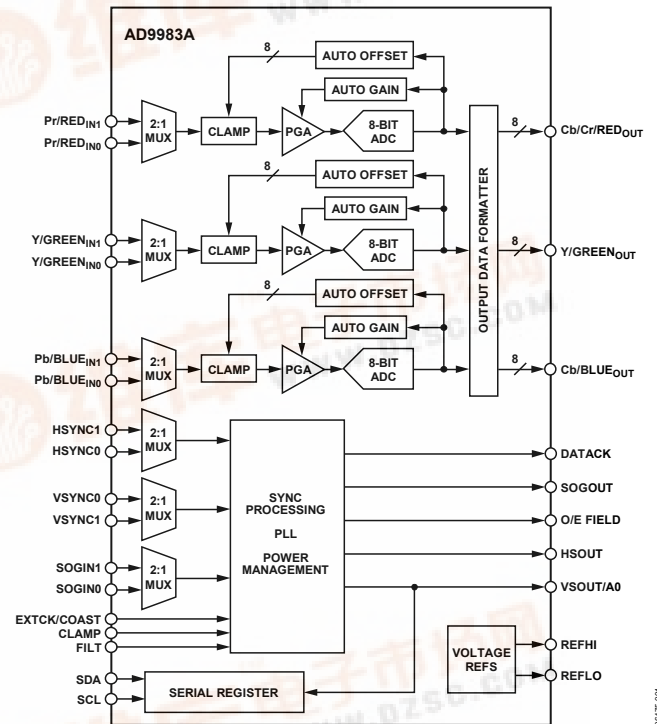 AD9983A
8
AUTO OFFSET
AUTO GAIN
Pr/REDIN1
Pr/REDIN0
2:1
MUX
CLAMP
PGA
8-BIT
ADC
8
Cb/Cr/REDOUT
8
AUTO OFFSET
AUTO GAIN
Y/GREENIN1
Y/GREENIN0
2:1
MUX
CLAMP
PGA
8-BIT
ADC
OUTPUT DATA FORMATTER
8
Y/GREENOUT
8
AUTO OFFSET
AUTO GAIN
Pb/BLUEIN1
Pb/BLUEIN0
2:1
MUX
CLAMP
PGA
8-BIT
ADC
8
Cb/BLUEOUT
HSYNC1
HSYNC0
2:1
MUX
VSYNC0
VSYNC1
2:1
MUX
SOGIN1
SOGIN0
2:1
MUX
EXTCK/COAST
CLAMP
FILT
SYNC
PROCESSING
PLL
POWER
MANAGEMENT
DATACK
SOGOUT
O/E FIELD
HSOUT
VSOUT/A0
SDA
SCL
SERIAL REGISTER
VOLTAGE
REFS
REFHI
REFLO